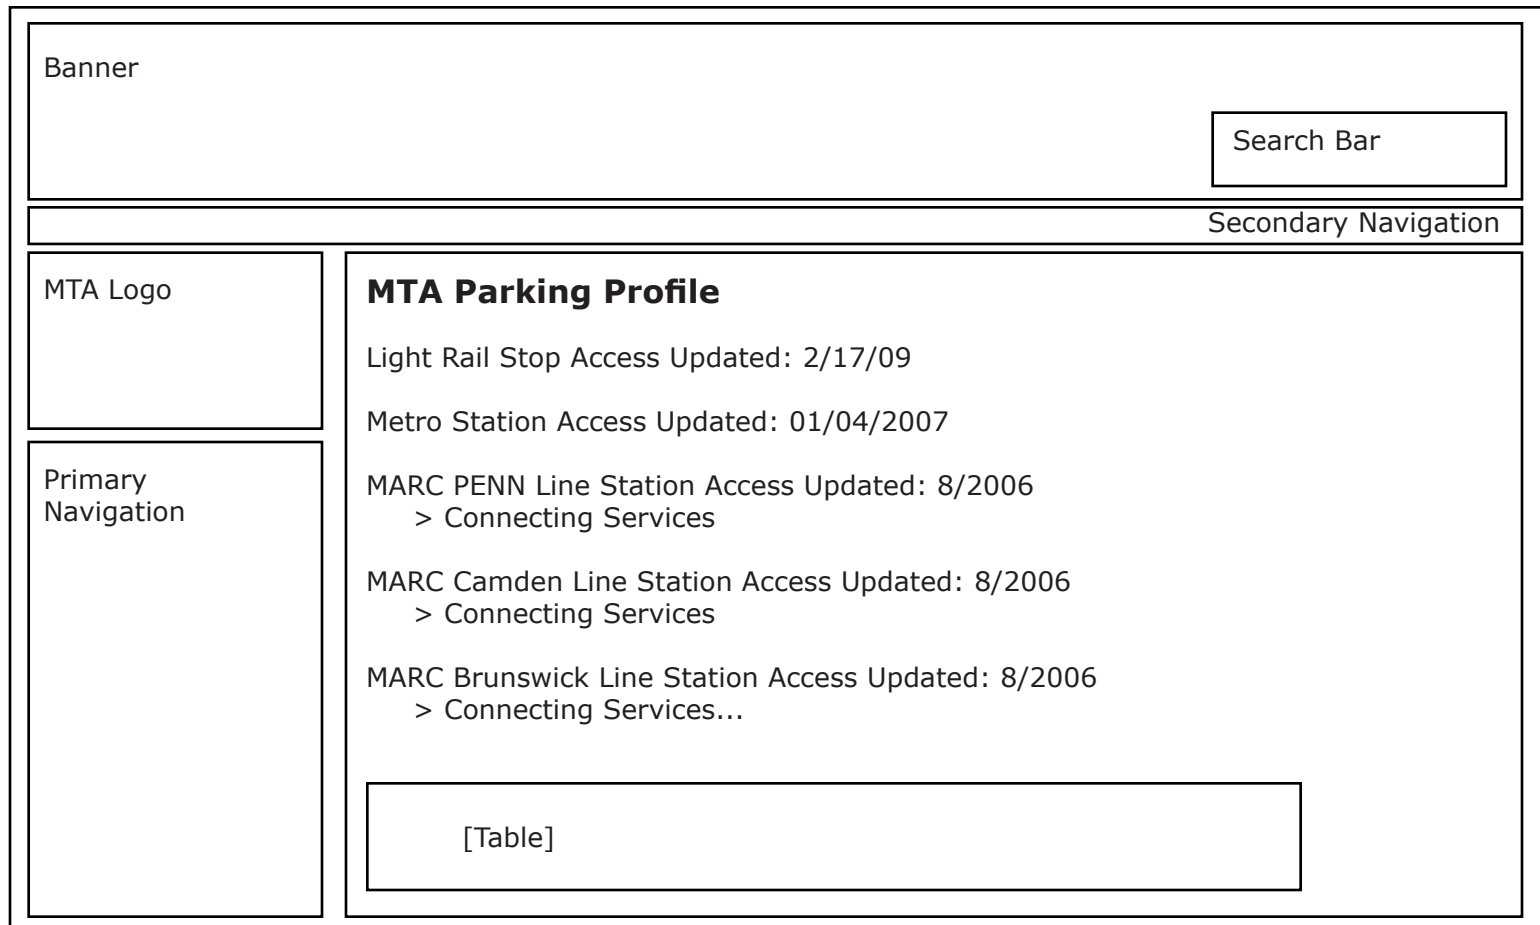 Banner
Search Bar
Secondary Navigation
MTA Logo
Primary
Navigation
MTA Parking Profile
Light Rail Stop Access Updated: 2/17/09
Metro Station Access Updated: 01/04/2007
MARC PENN Line Station Access Updated: 8/2006
> Connecting Services
MARC Camden Line Station Access Updated: 8/2006
> Connecting Services
MARC Brunswick Line Station Access Updated: 8/2006
> Connecting Services...
[Table]